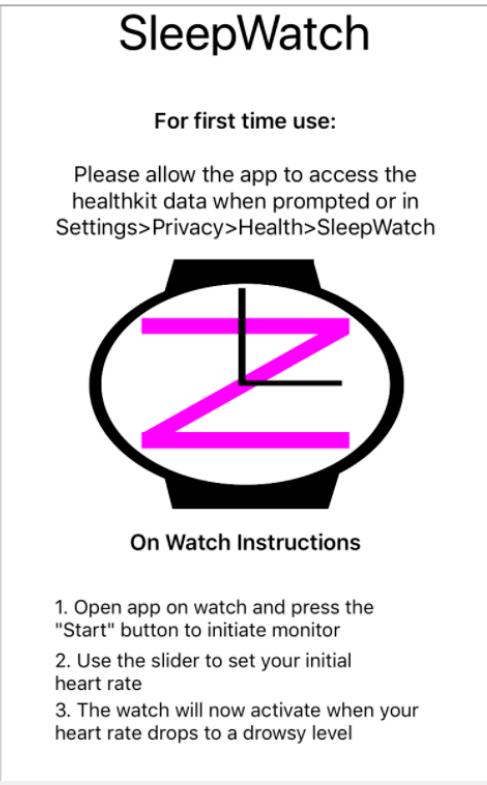 SleepWatch
For first time use:
Please allow the app to access the
healthkit data when prompted or in
Settings>Privacy>Health>SleepWatch
On Watch Instructions
1. Open app on watch and press the
"Start" button to initiate monitor
2. Use the slider to set your initial
heart rate
3. The watch will now activate when your
heart rate drops to a drowsy level